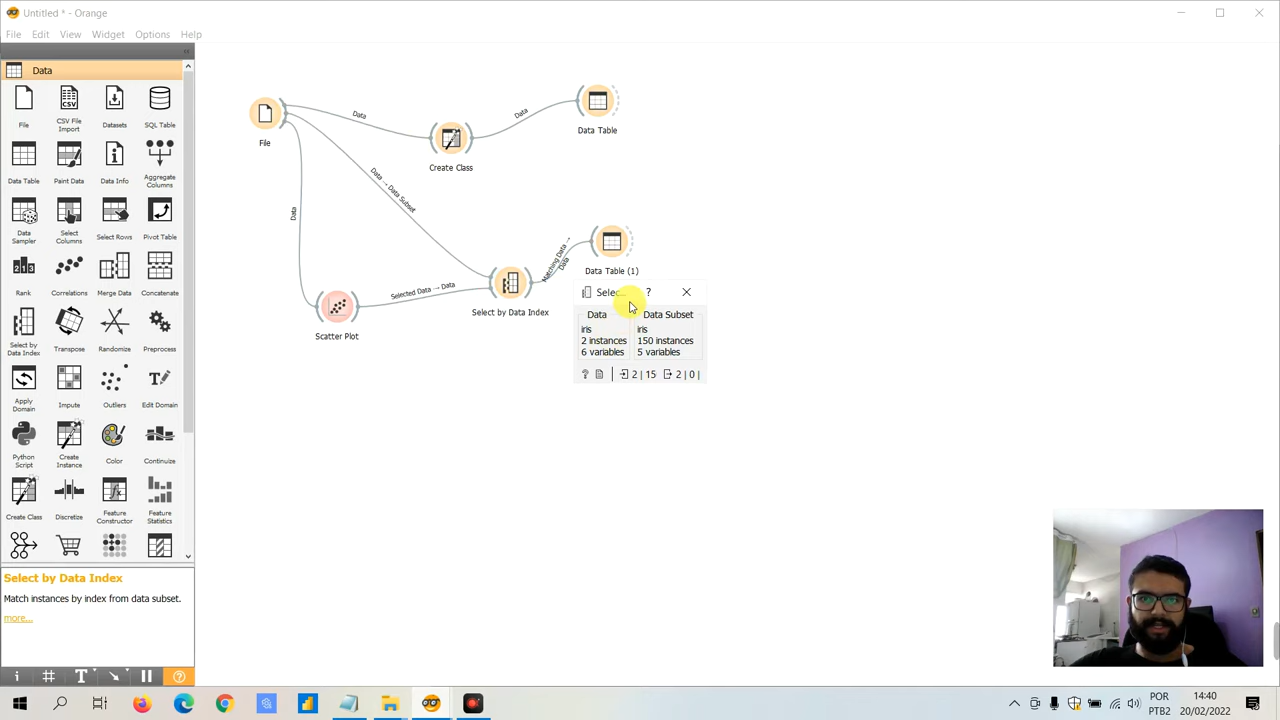 Untitled * - Orange
File Edit View Widget Options Help
Data
File
CSV File Import
Datasets
SQL Table
Data Table
Paint Data
Data Info
Aggregate Columns
Data Sampler
Select Columns
Select Rows
Pivot Table
Rank
Correlations
Merge Data
Concatenate
Select by Data Index
Transpose
Randomize
Preprocess
Apply Domain
Impute
Outliers
Edit Domain
Python Script
Create Instance
Color
Continuize
Create Class
Discretize
Feature Constructor
Feature Statistics
Select by Data Index
Match instances by index from data subset.
more...
File
Data
Create Class
Data
Data Table
Data → Data Subset
Data
Scatter Plot
Selected Data → Data
Select by Data Index
Matching Data →
Data
Data Table (1)
Selec... ?
Data
iris
2 instances
6 variables
Data Subset
iris
150 instances
5 variables
? 2 | 15 2 | 0 |
POR
PTB2
14:40
20/02/2022